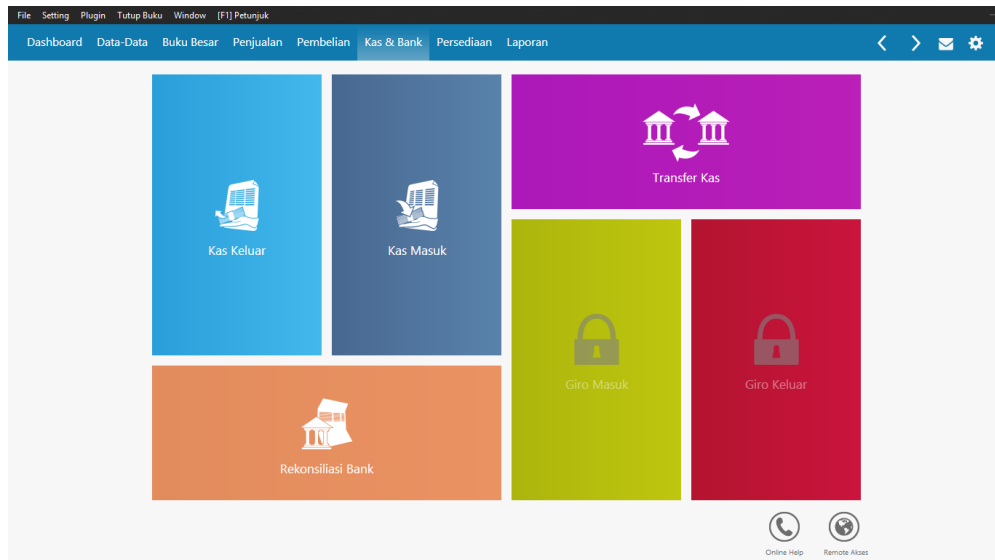 File Setting Plugin Tutup Buku Window [F1] Petunjuk
Dashboard Data-Data Buku Besar Penjualan Pembelian Kas & Bank Persediaan Laporan
Transfer Kas
Kas Keluar Kas Masuk
Giro Masuk Giro Keluar
Rekonsiliasi Bank
Online Help Remote Akses